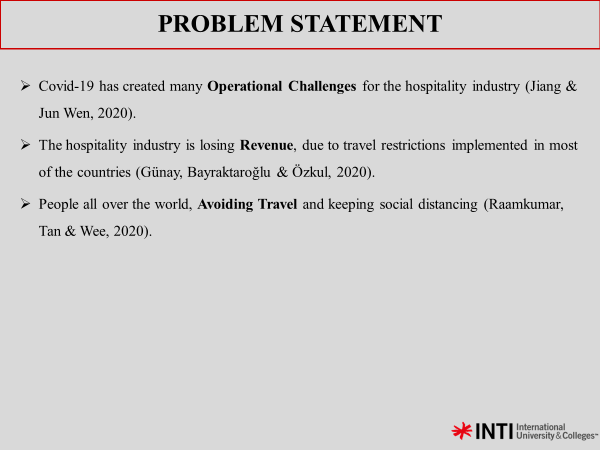 PROBLEM STATEMENT
➢ Covid-19 has created many Operational Challenges for the hospitality industry (Jiang &
Jun Wen, 2020).
➢ The hospitality industry is losing Revenue, due to travel restrictions implemented in most
of the countries (Günay, Bayraktaroğlu & Özkul, 2020).
➢ People all over the world, Avoiding Travel and keeping social distancing (Raamkumar,
Tan & Wee, 2020).
INTI International
University & Colleges™